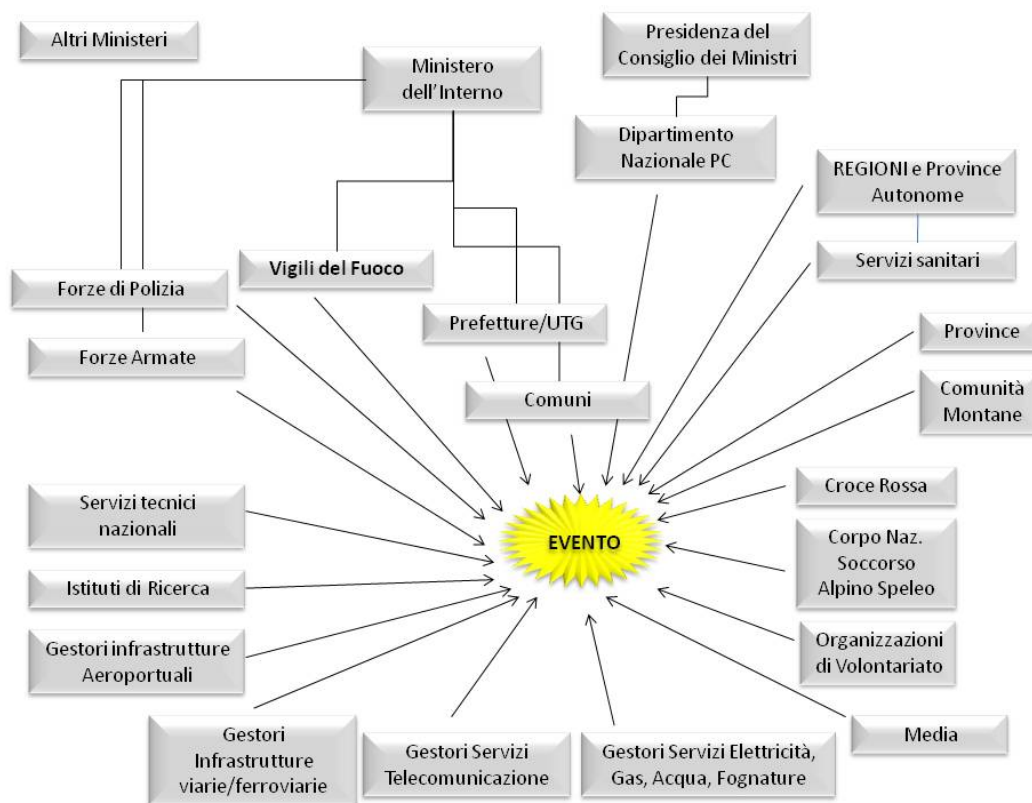 Altri Ministeri
Ministero
dell'Interno
Presidenza del
Consiglio dei Ministri
Dipartimento
Nazionale PC
REGIONI e Province
Autonome
Servizi sanitari
Vigili del Fuoco
Forze di Polizia
Prefetture/UTG
Forze Armate
Province
Comuni
Comunità
Montane
Servizi tecnici
nazionali
Croce Rossa
EVENTO
Corpo Naz.
Soccorso
Alpino Speleo
Istituti di Ricerca
Gestori infrastrutture
Aeroportuali
Organizzazioni
di Volontariato
Gestori
Infrastrutture
viarie/ferroviarie
Gestori Servizi
Telecomunicazione
Gestori Servizi Elettricità,
Gas, Acqua, Fognature
Media